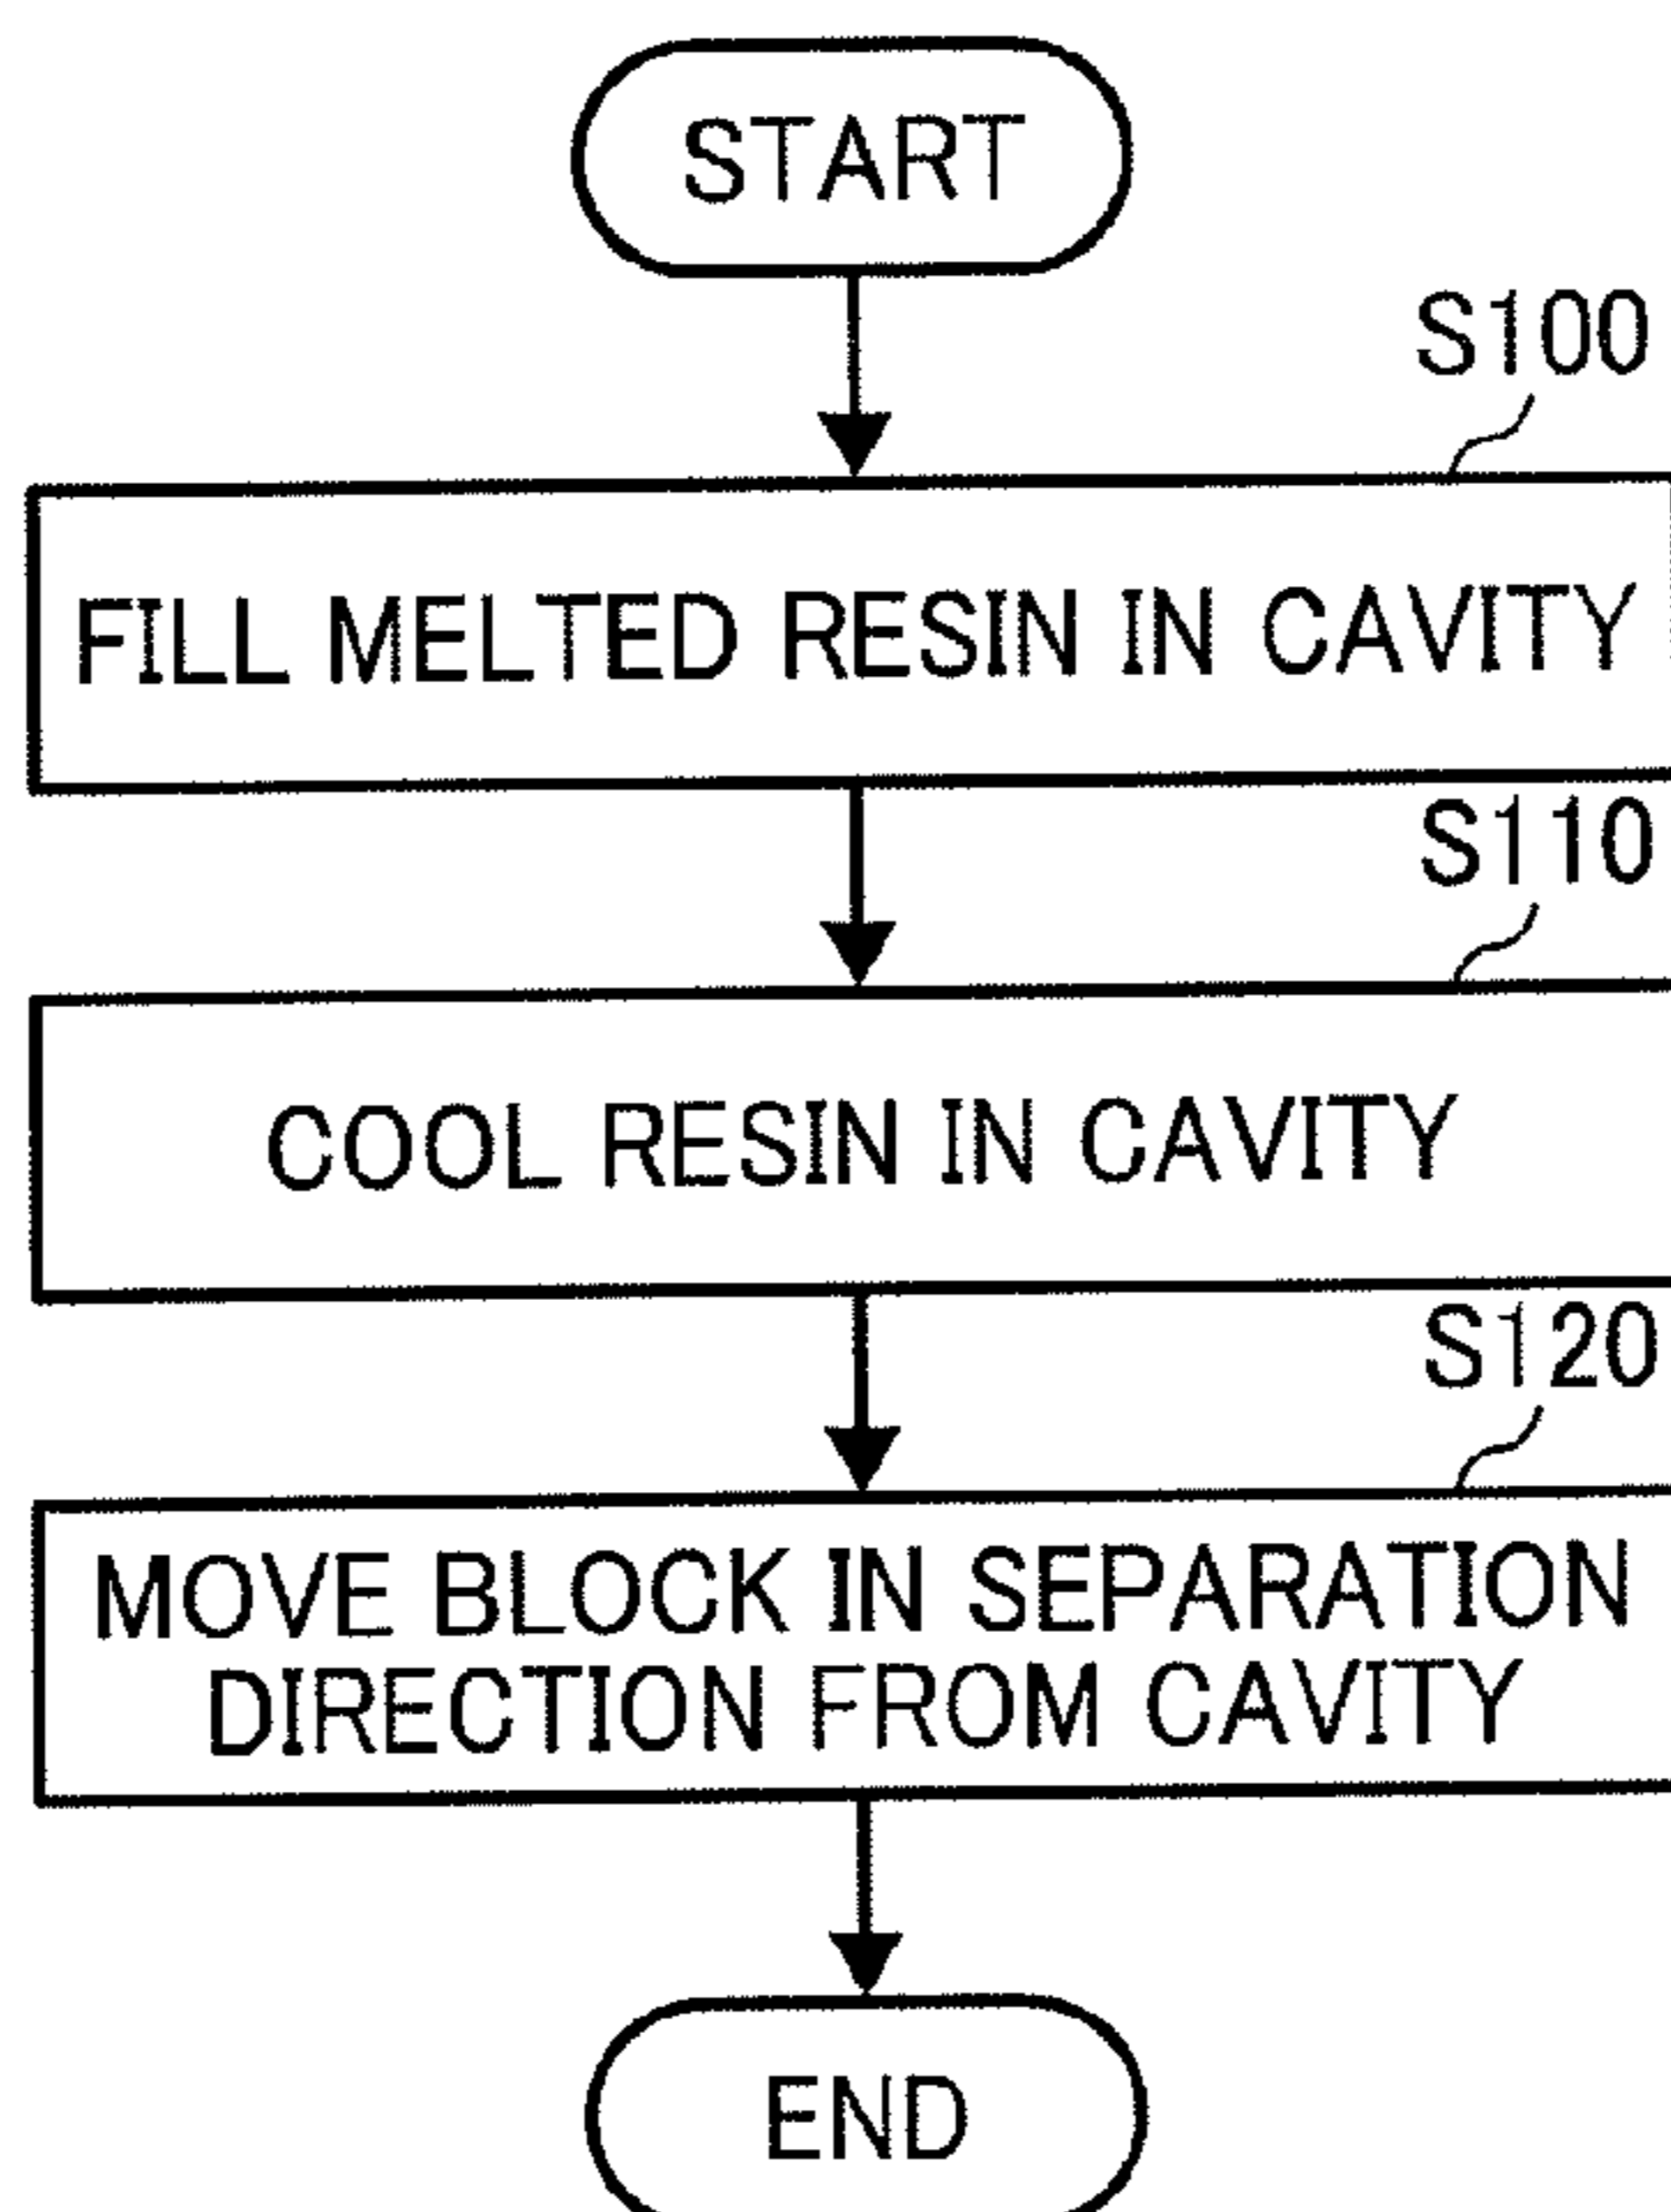 START
S100
FILL MELTED RESIN IN CAVITY
S110
COOL RESIN IN CAVITY
S120
MOVE BLOCK IN SEPARATION
DIRECTION FROM CAVITY
END